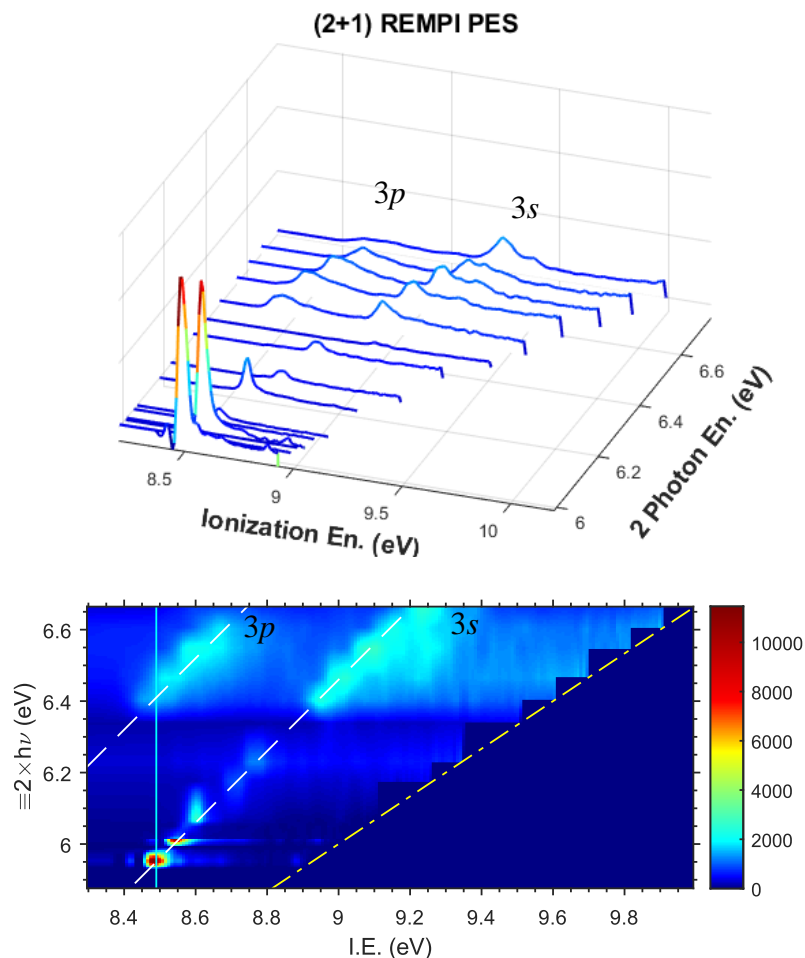 (2+1) REMPI PES
3p
3s
6.6
6.4
6.2
6
8.5
9
9.5
10
2 Photon En. (eV)
Ionization En. (eV)
3p
3s
6.6
6.4
6.2
6
≡2×hν (eV)
10000
8000
6000
4000
2000
0
8.4 8.6 8.8 9 9.2 9.4 9.6 9.8
I.E. (eV)